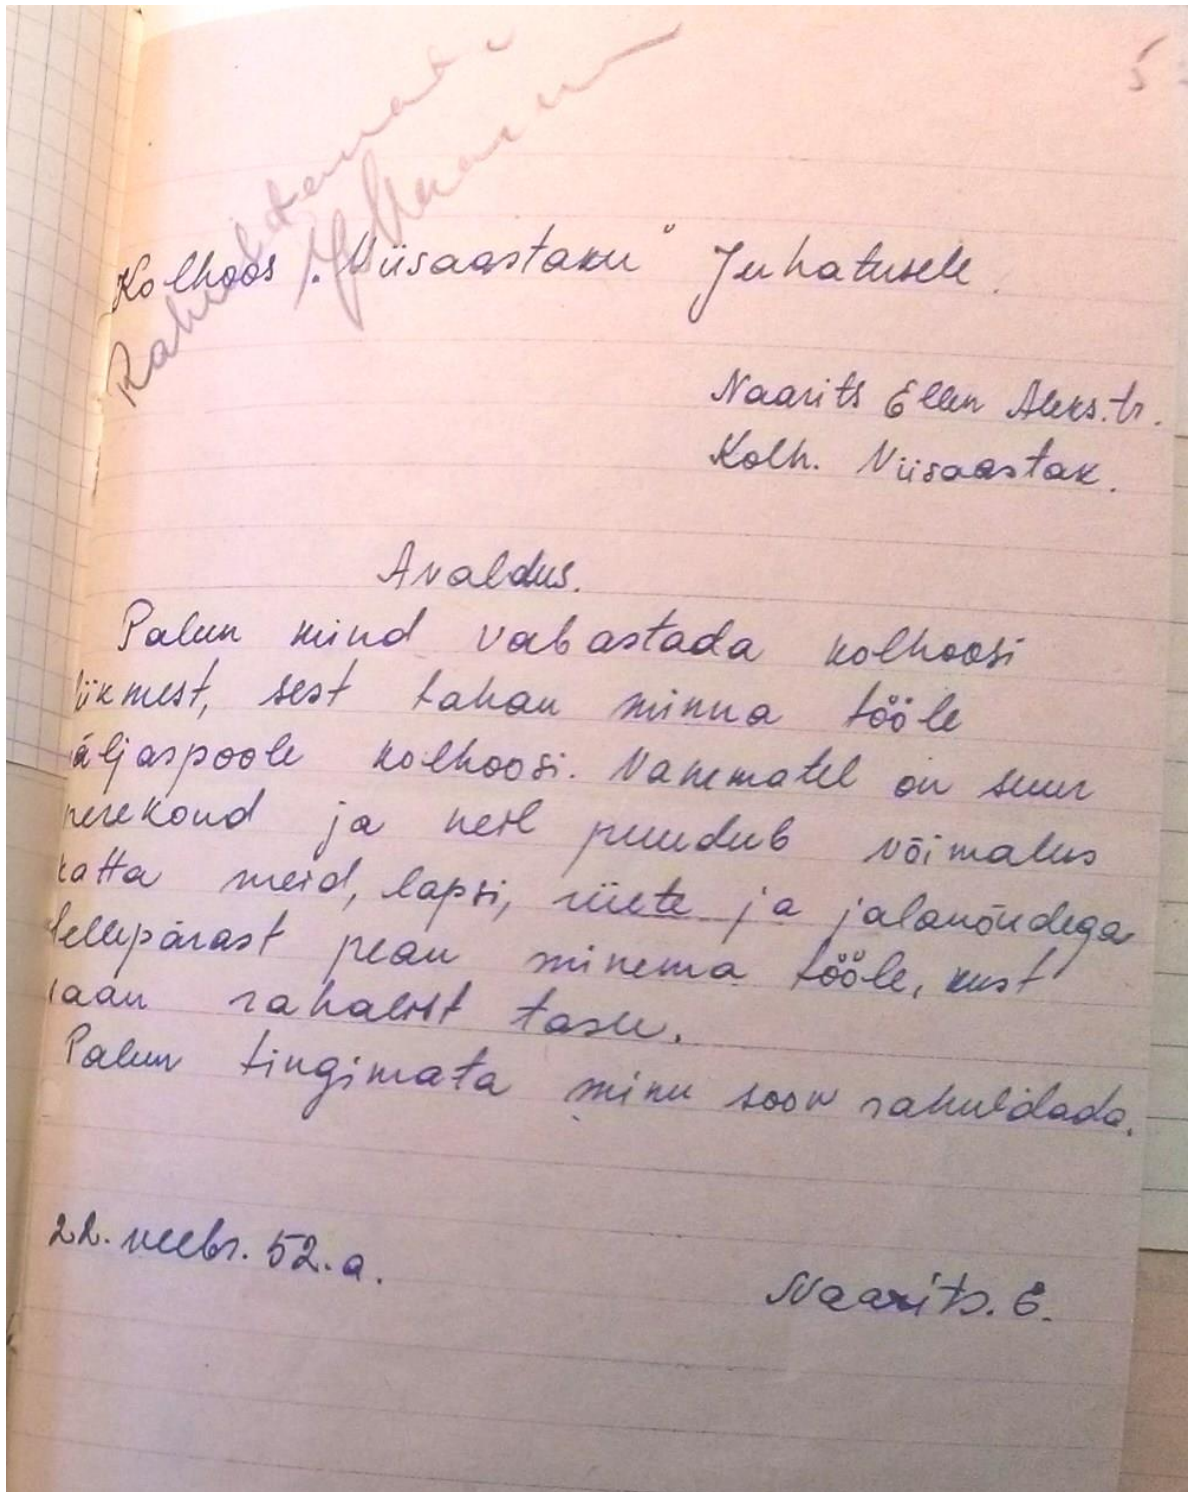 5
Rahuldamata
Kolhoos "Viisaastaku" Juhatusele.
Naarits Ellen Aleks. tr.
Kolh. Viisaastak.
Avaldus.
Palun mind vabastada kolhoosi
liikmest, sest tahan minna tööle
äljaspoole kolhoosi. Vanematel on suur
perekond ja neil puudub võimalus
katta meid, lapsi, riiete ja jalanõudega
Sellepärast pean minema tööle, kust
saan rahalist tasu.
Palun tingimata minu soov rahuldada.
22. veebr. 52. a.
Naarits. E.